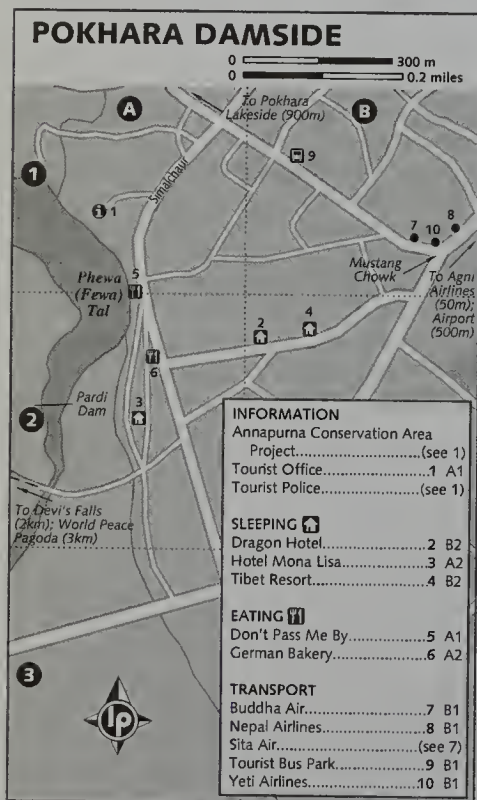 POKHARA DAMSIDE
0 300 m
0 0.2 miles
To Pokhara
Lakeside (900m)
A
B
9
1
Simalchaur
1
7
10
8
Mustang
Chowk
Phewa
(Fewa)
Tal
5
To Agni
Airlines
(50m);
Airport
(500m)
2
4
6
Pardi
Dam
3
2
To Devi's Falls
(2km); World Peace
Pagoda (3km)
3
lp
INFORMATION
Annapurna Conservation Area
Project....................(see 1)
Tourist Office....................1 A1
Tourist Police....................(see 1)
SLEEPING
Dragon Hotel....................2 B2
Hotel Mona Lisa....................3 A2
Tibet Resort....................4 B2
EATING
Don't Pass Me By....................5 A1
German Bakery....................6 A2
TRANSPORT
Buddha Air....................7 B1
Nepal Airlines....................8 B1
Sita Air....................(see 7)
Tourist Bus Park....................9 B1
Yeti Airlines....................10 B1